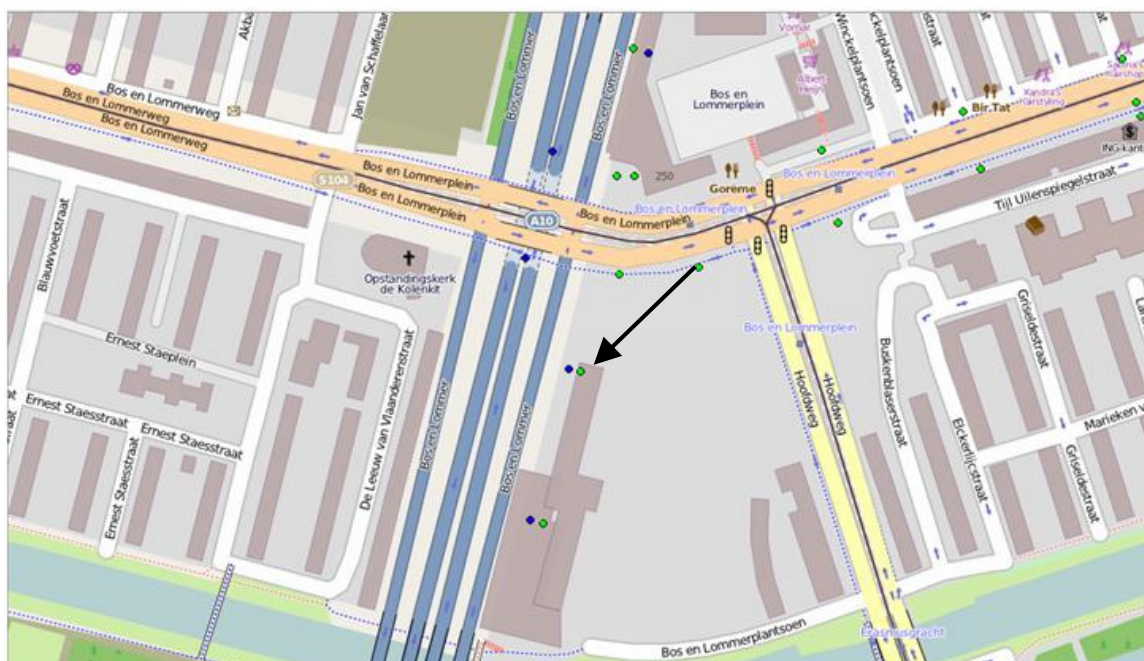 Bos en Lommerweg
Bos en Lommerweg
Bos en Lommerweg
Jan van Schaffelaar
S104
Bos en Lommerplein
Bos en Lommerplein
Bos en Lommerplein
A10
Bos en Lommer
Bos en Lommer
Bos en
Lommerplein
Vomar
Albert
Heijn
250
Goreme
Bos en Lommerplein
Bos en Lommerplein
Winckelplantsoen
Bir Tat
Xandra's
hairstyling
Tijl Uilenspiegelstraat
Blauwvoetstraat
Opstandingskerk
de Kolenkit
Ernest Staeplein
Ernest Staesstraat
Ernest Staesstraat
Ernest Staesstraat
De Leeuw van Vlaanderenstraat
Bos en Lommer
Bos en Lommer
Bos en Lommerplein
Hoofdweg
Hoofdweg
Buskenblaserstraat
Elckerlijcstraat
Griseldestraat
Griseldestraat
Marieken v
Bos en Lommerplantsoen
Erasmusgracht